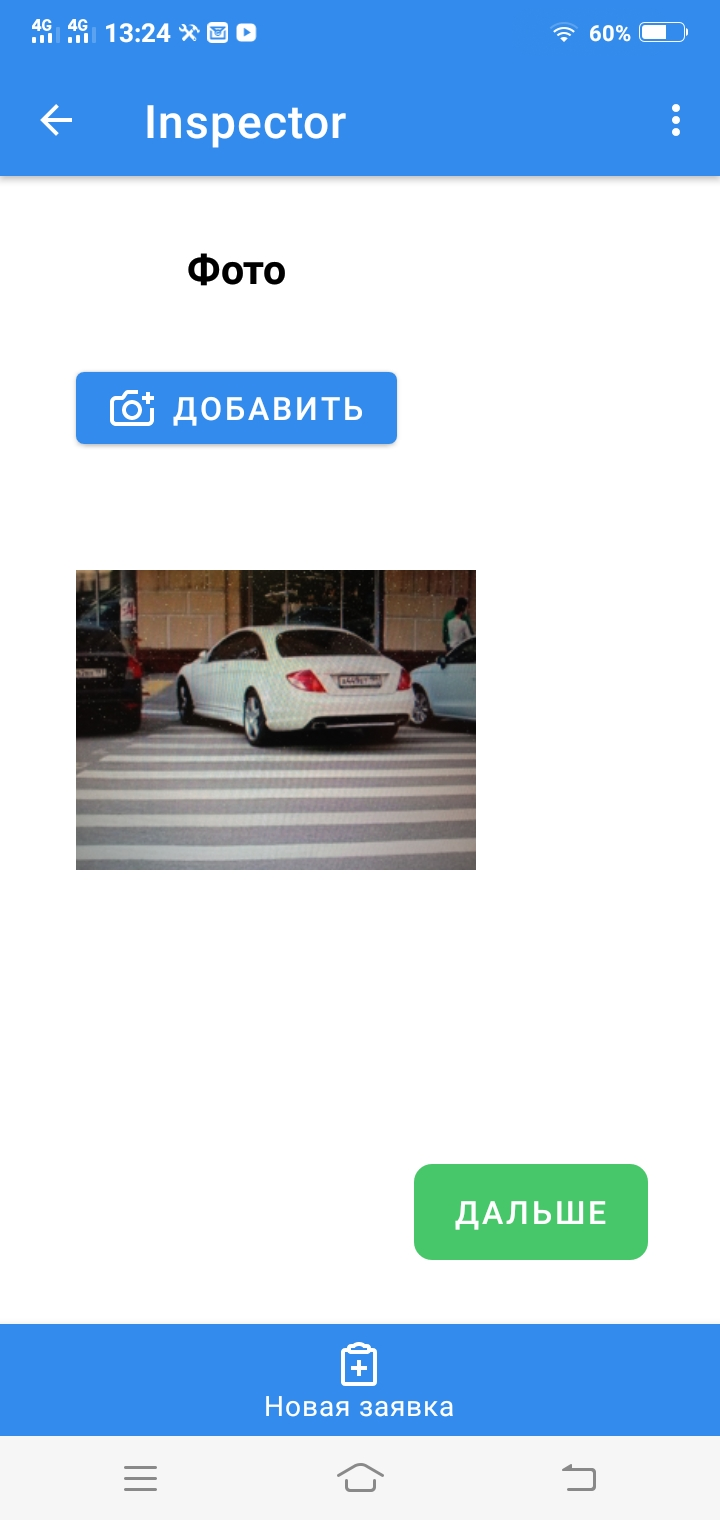 4G 4G 13:24 60%
Inspector
Фото
ДОБАВИТЬ
ДАЛЬШЕ
Новая заявка